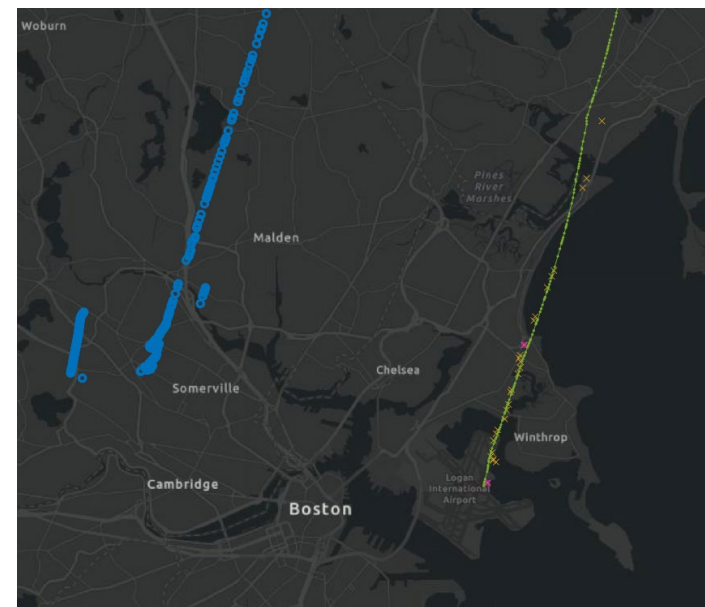 Woburn
Pines
River
Marshes
Malden
Chelsea
Somerville
Winthrop
Cambridge
Logan
International
Airport
Boston